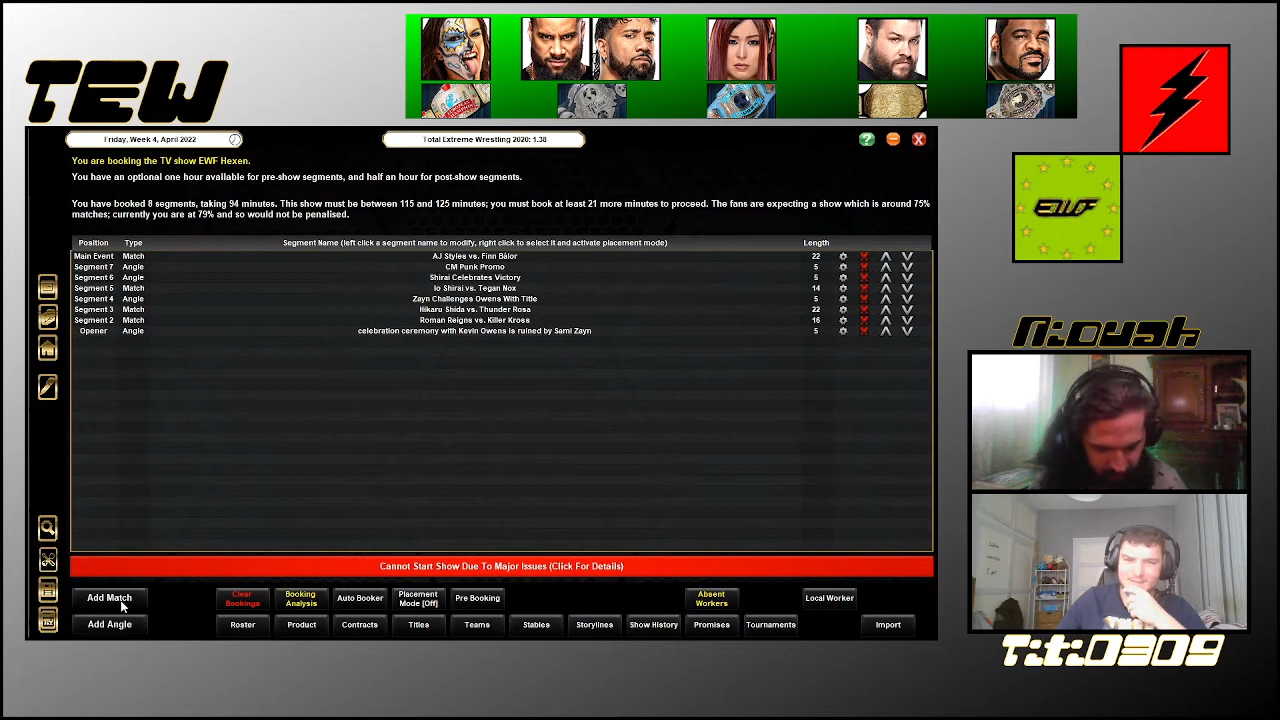 TEW
Friday, Week 4, April 2022
Total Extreme Wrestling 2020: 1.38
You are booking the TV show EWF Hexen.
You have an optional one hour available for pre-show segments, and half an hour for post-show segments.
You have booked 8 segments, taking 94 minutes. This show must be between 115 and 125 minutes; you must book at least 21 more minutes to proceed. The fans are expecting a show which is around 75%
matches; currently you are at 79% and so would not be penalised.
Position Type Segment Name (left click a segment name to modify, right click to select it and activate placement mode) Length
Main Event Match AJ Styles vs. Finn Bálor 22
Segment 7 Angle CM Punk Promo 5
Segment 6 Angle Shirai Celebrates Victory 5
Segment 5 Match Io Shirai vs. Tegan Nox 14
Segment 4 Angle Zayn Challenges Owens With Title 5
Segment 3 Match Hikaru Shida vs. Thunder Rosa 22
Segment 2 Match Roman Reigns vs. Killer Kross 16
Opener Angle celebration ceremony with Kevin Owens is ruined by Sami Zayn 5
Cannot Start Show Due To Major Issues (Click For Details)
Add Match
Clear Bookings
Booking Analysis
Auto Booker
Placement Mode [Off]
Pre Booking
Absent Workers
Local Worker
Add Angle
Roster
Product
Contracts
Titles
Teams
Stables
Storylines
Show History
Promises
Tournaments
Import
EWF
T:t:0309